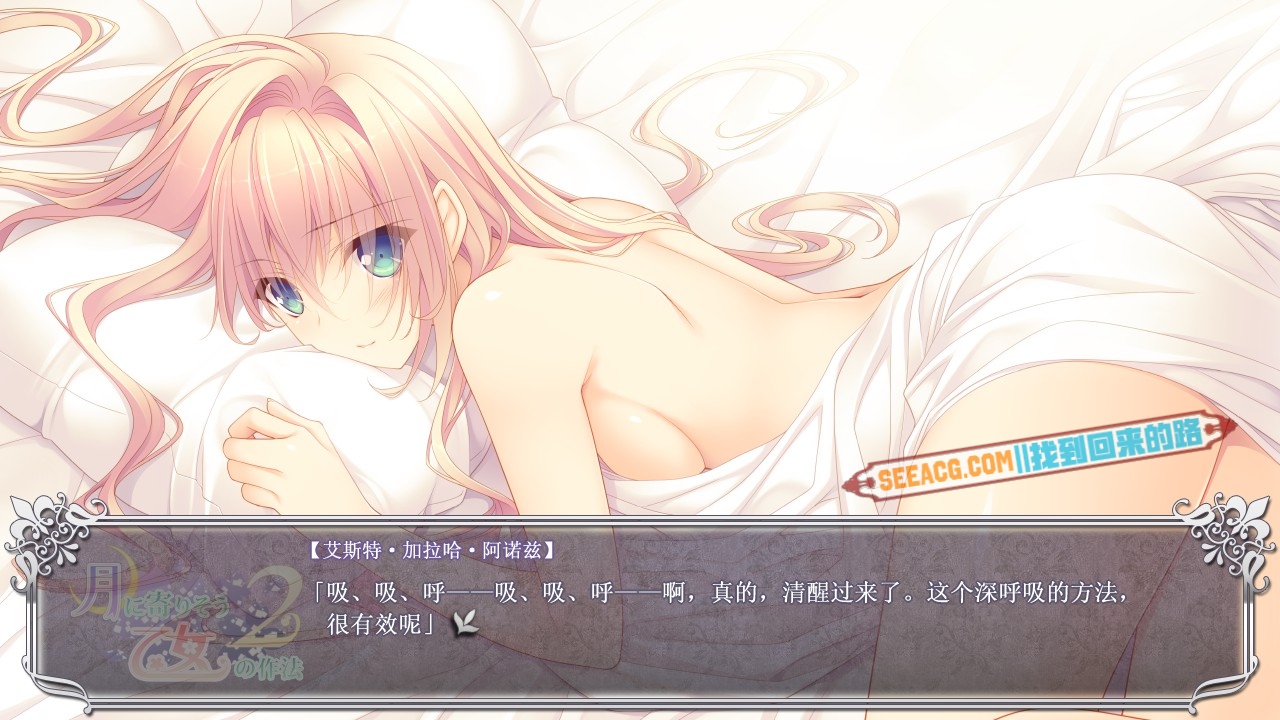 SEEACG.COM||找到回来的路
【艾斯特・加拉哈・阿诺兹】
「吸、吸、呼——吸、吸、呼——啊，真的，清醒过来了。这个深呼吸的方法，
很有效呢」
月に寄りそう
乙女の作法2